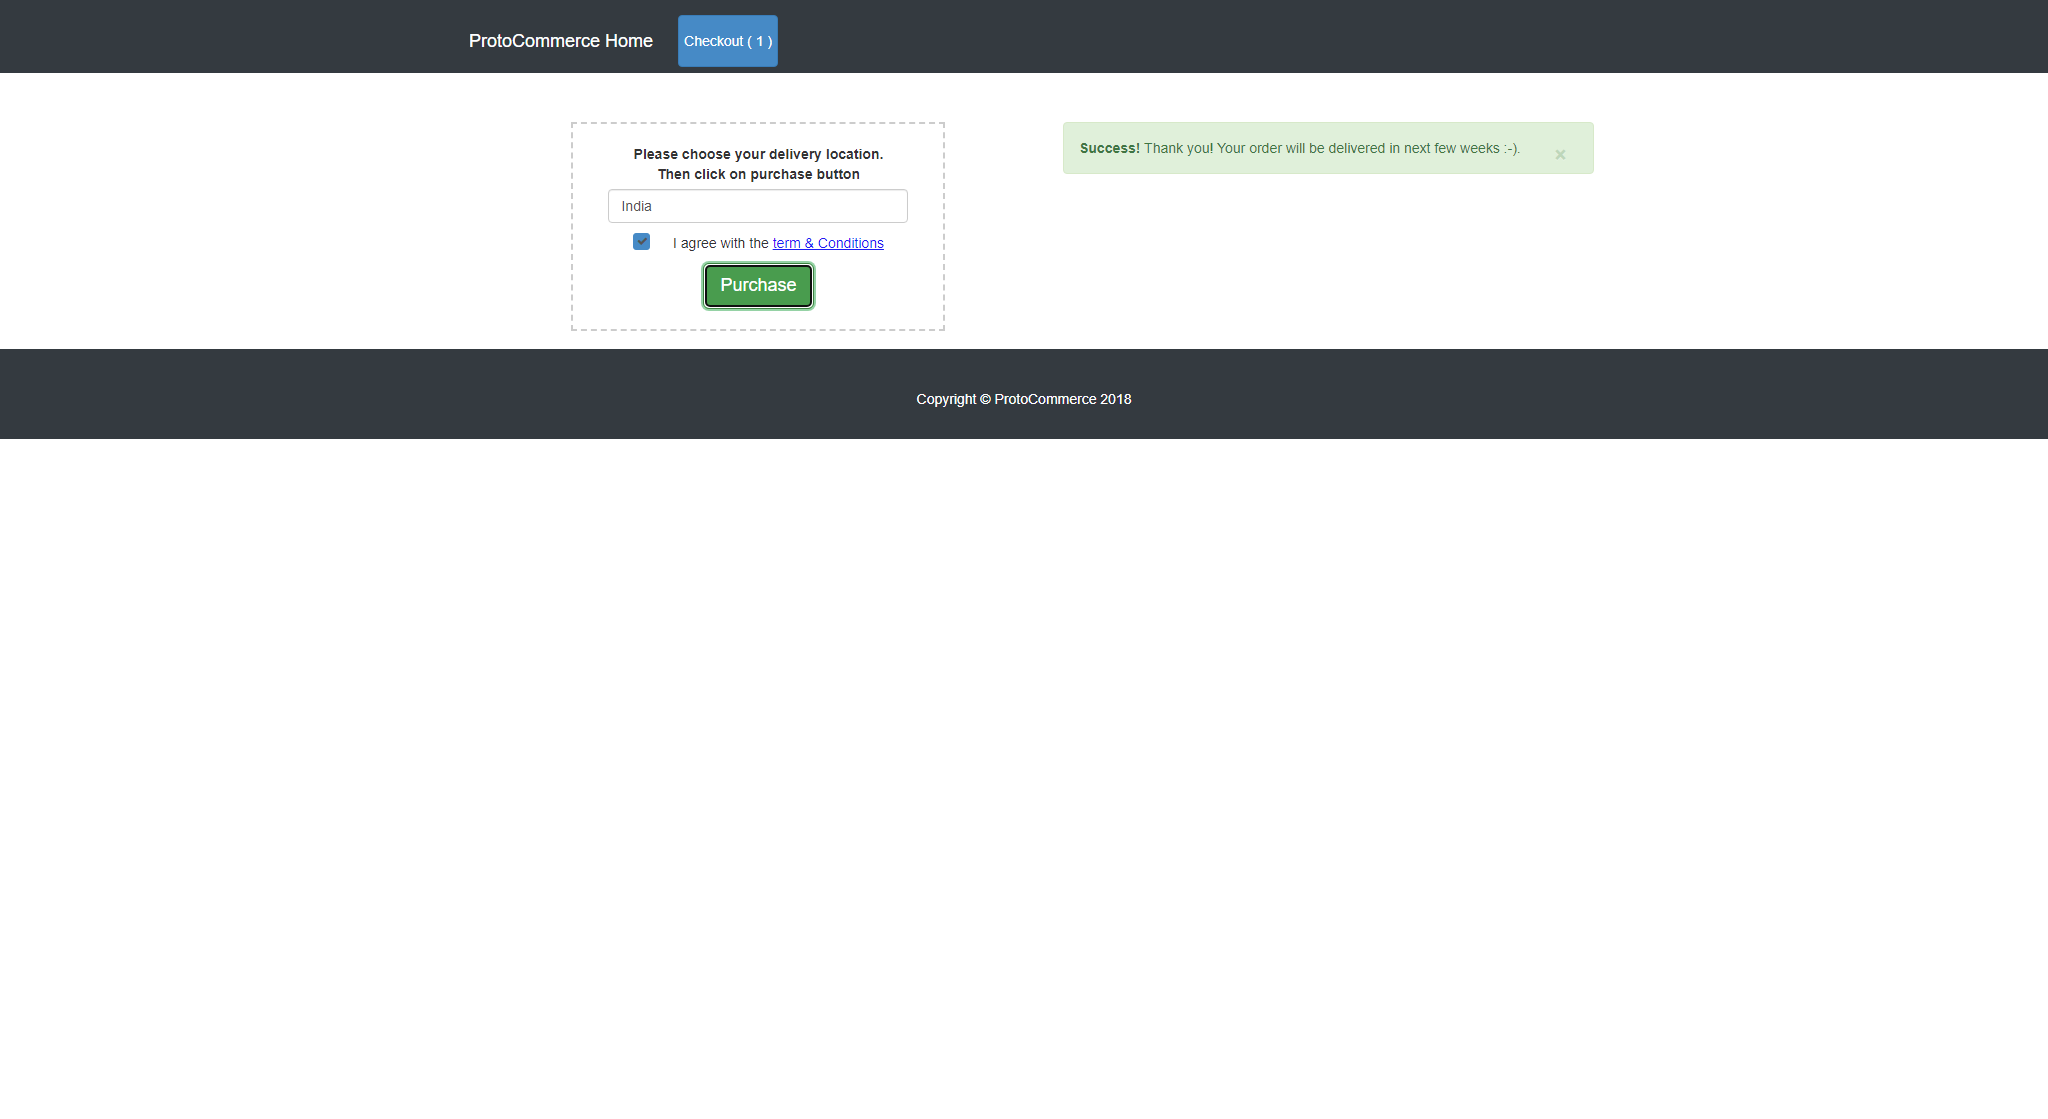 ProtoCommerce Home
Checkout ( 1 )
Please choose your delivery location.
Then click on purchase button
India
I agree with the term & Conditions
Purchase
Success! Thank you! Your order will be delivered in next few weeks :-).
×
Copyright © ProtoCommerce 2018